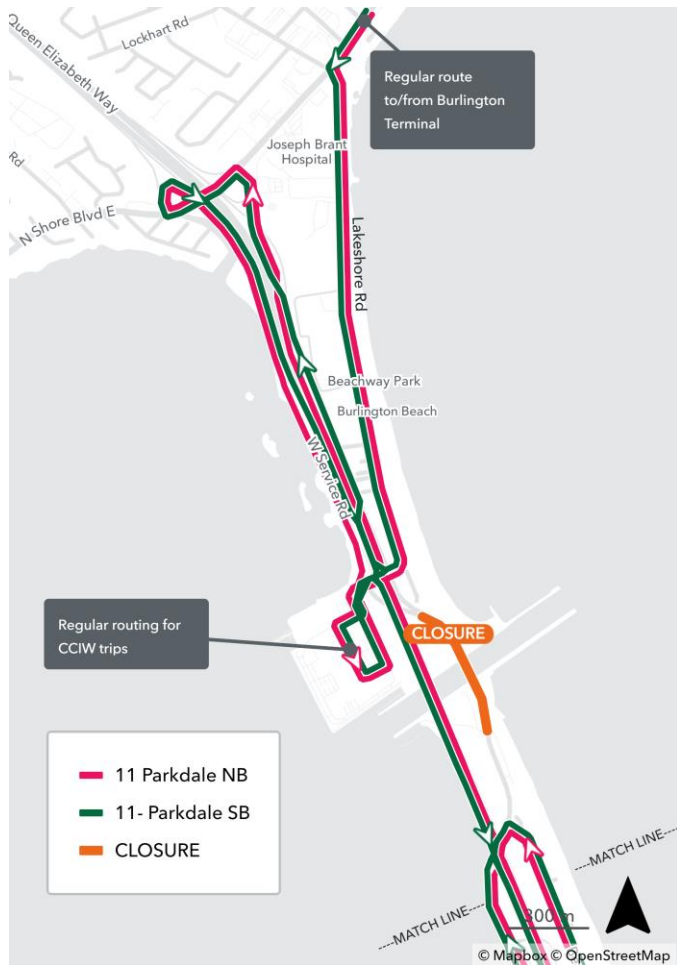 Lockhart Rd
Queen Elizabeth Way
Regular route
to/from Burlington
Terminal
Joseph Brant
Hospital
Rd
N Shore Blvd E
Lakeshore Rd
Beachway Park
Burlington Beach
W Service Rd
Regular routing for
CCIW trips
CLOSURE
11 Parkdale NB
11- Parkdale SB
CLOSURE
----MATCH LINE----
----MATCH LINE----
300 m
© Mapbox © OpenStreetMap